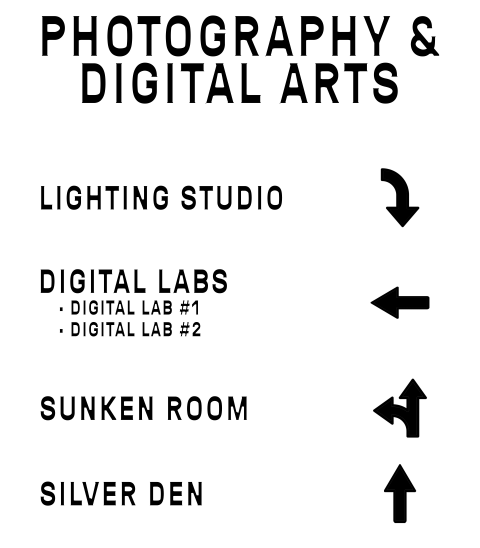 PHOTOGRAPHY &
DIGITAL ARTS
LIGHTING STUDIO
DIGITAL LABS
- DIGITAL LAB #1
- DIGITAL LAB #2
SUNKEN ROOM
SILVER DEN